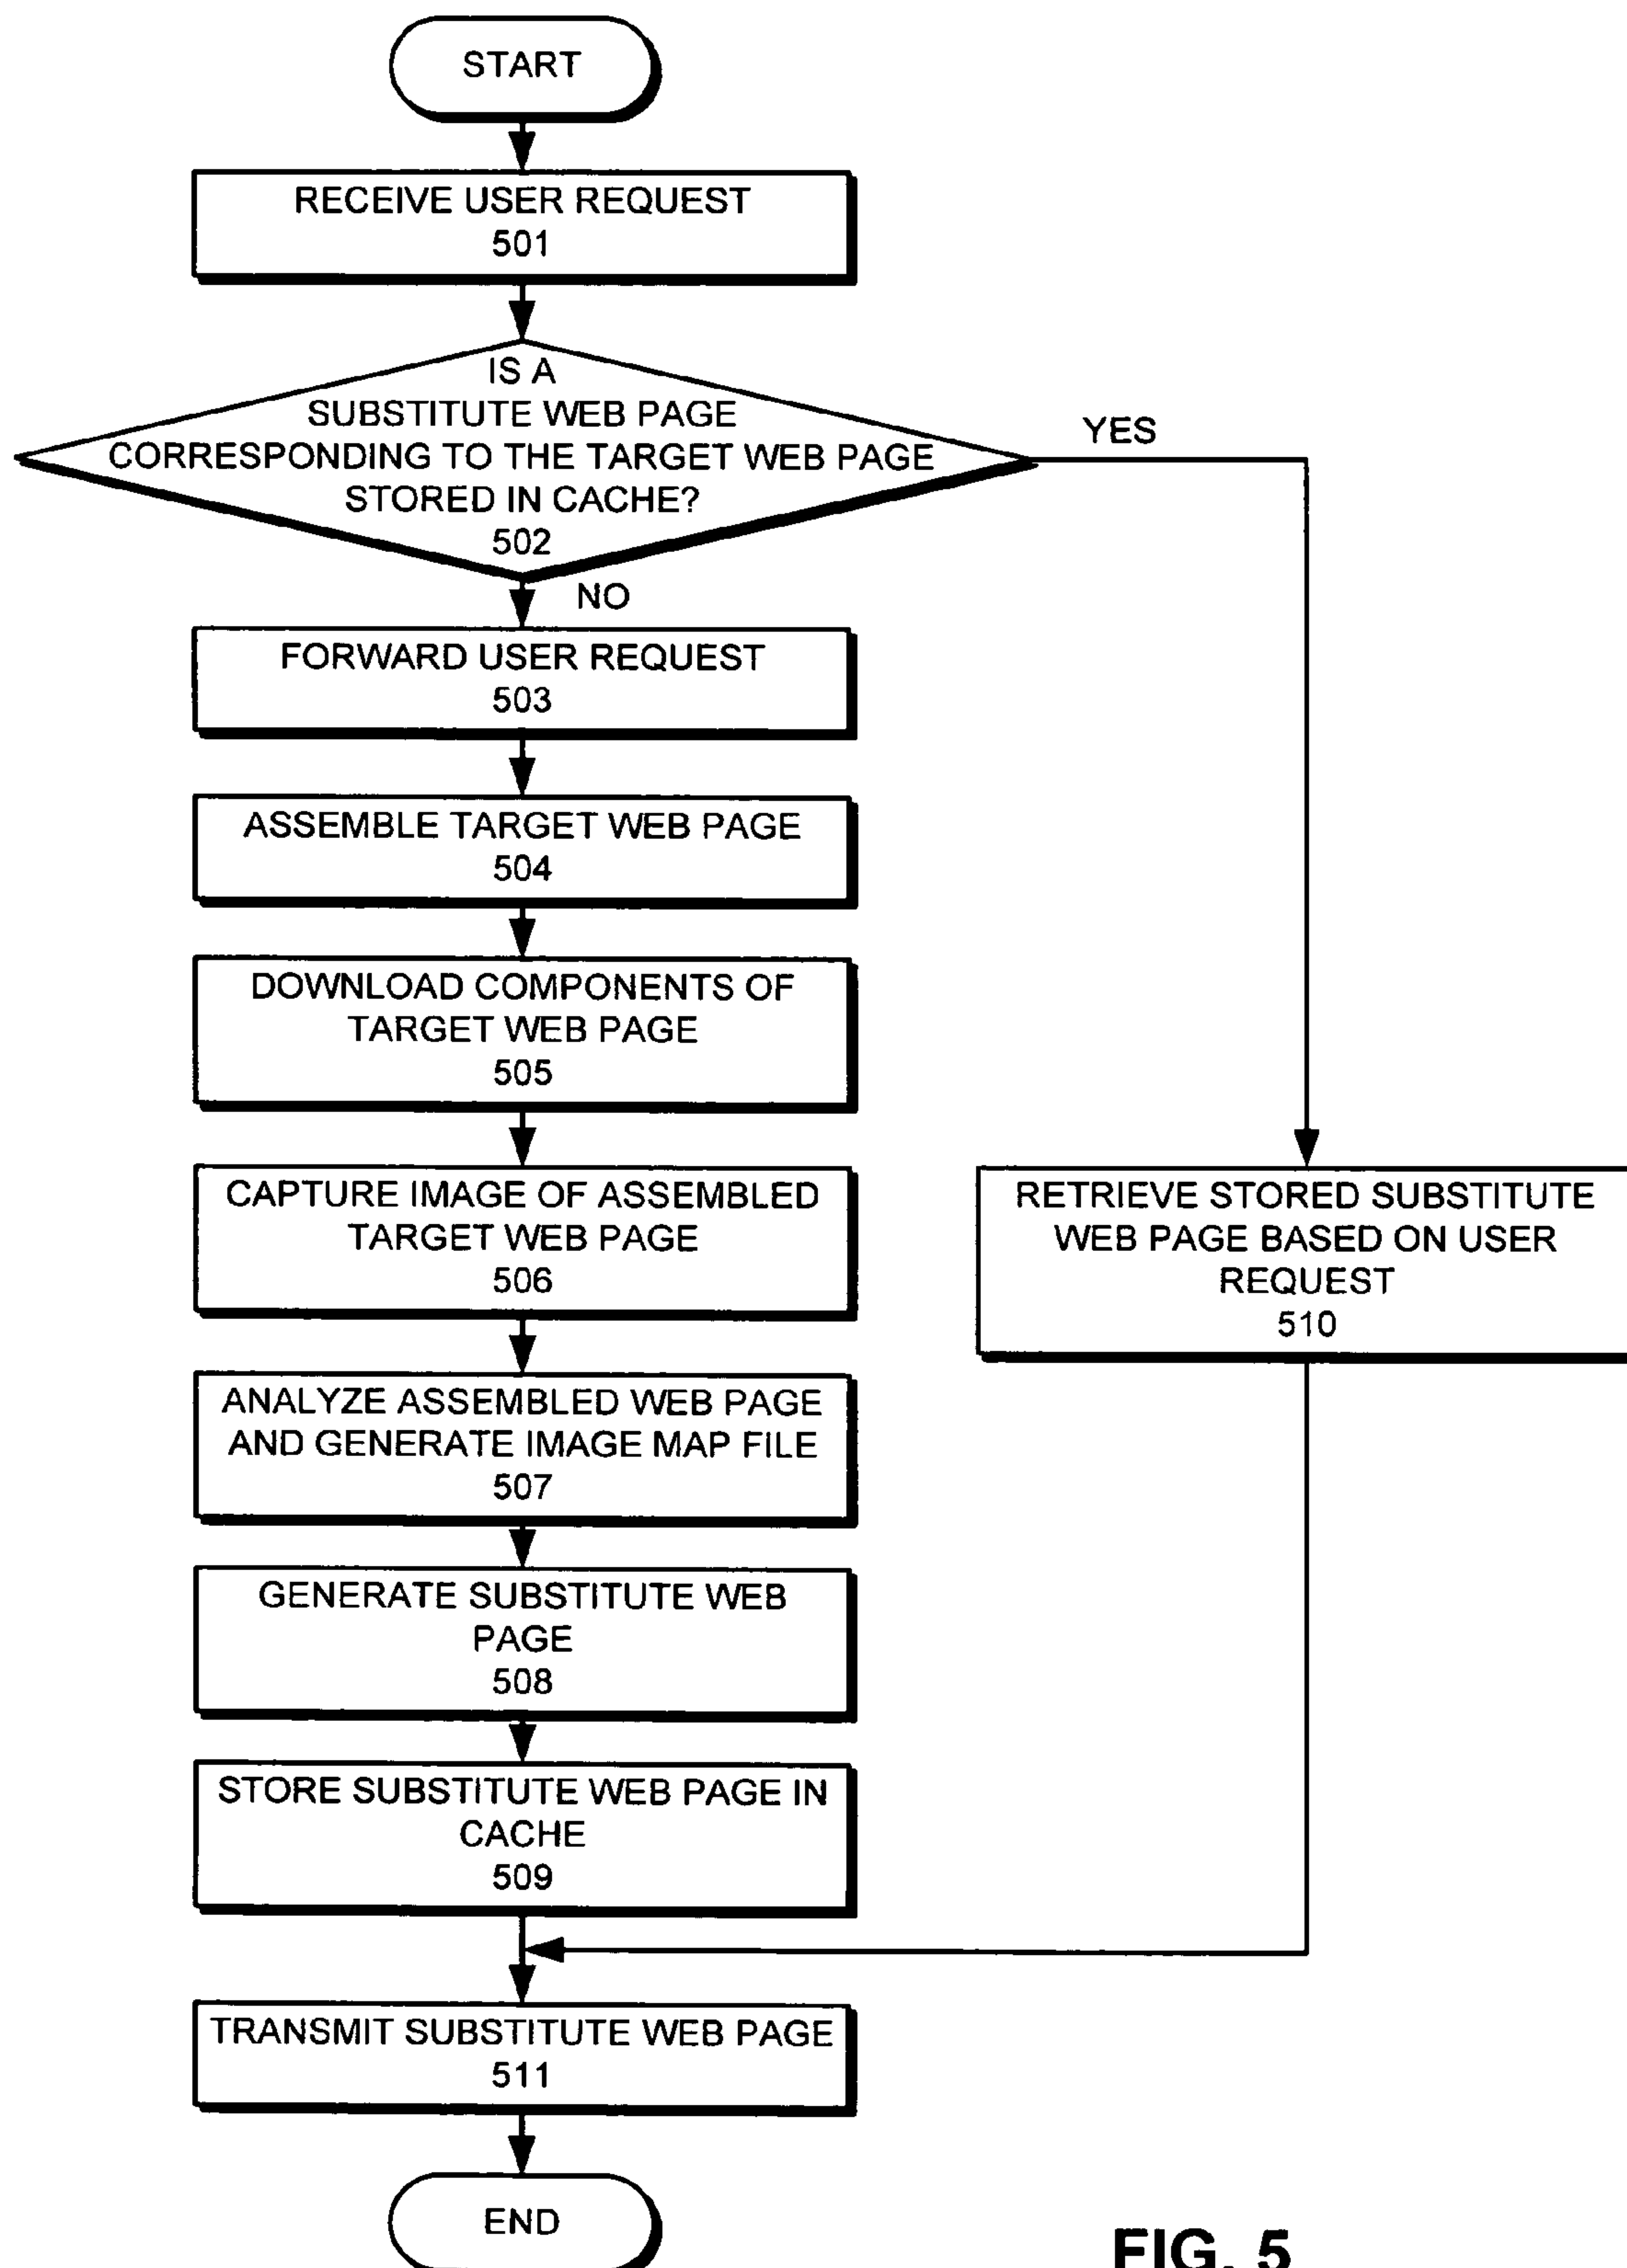 START
RECEIVE USER REQUEST
501
IS A
SUBSTITUTE WEB PAGE
CORRESPONDING TO THE TARGET WEB PAGE
STORED IN CACHE?
502
YES
NO
FORWARD USER REQUEST
503
ASSEMBLE TARGET WEB PAGE
504
DOWNLOAD COMPONENTS OF
TARGET WEB PAGE
505
CAPTURE IMAGE OF ASSEMBLED
TARGET WEB PAGE
506
RETRIEVE STORED SUBSTITUTE
WEB PAGE BASED ON USER
REQUEST
510
ANALYZE ASSEMBLED WEB PAGE
AND GENERATE IMAGE MAP FILE
507
GENERATE SUBSTITUTE WEB
PAGE
508
STORE SUBSTITUTE WEB PAGE IN
CACHE
509
TRANSMIT SUBSTITUTE WEB PAGE
511
END
FIG. 5